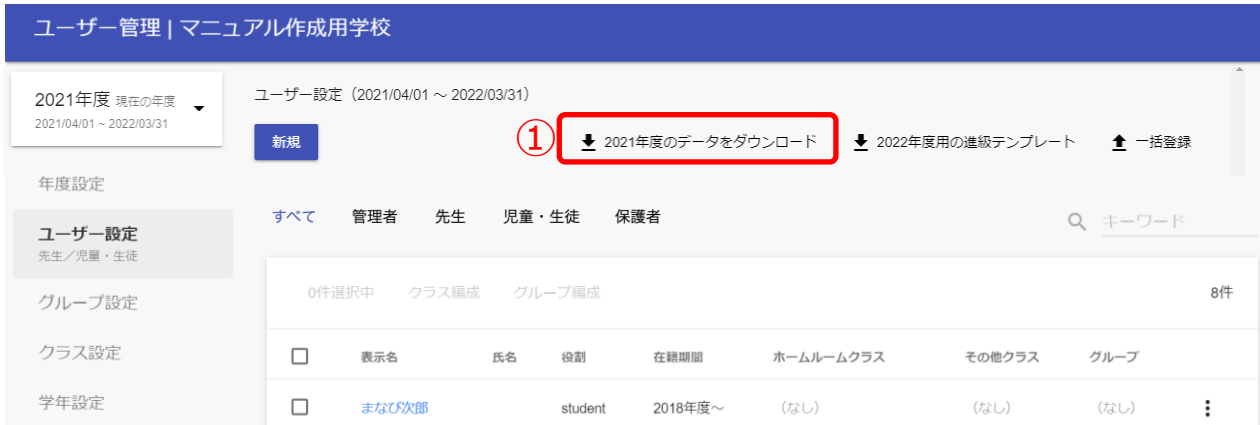 ユーザー管理 | マニュアル作成用学校
2021年度 現在の年度
2021/04/01 ~ 2022/03/31
年度設定
ユーザー設定
先生／児童・生徒
グループ設定
クラス設定
学年設定
ユーザー設定（2021/04/01 ～ 2022/03/31）
新規
① 2021年度のデータをダウンロード 2022年度用の進級テンプレート 一括登録
すべて 管理者 先生 児童・生徒 保護者 キーワード
0件選択中 クラス編成 グループ編成 8件
表示名 氏名 役割 在籍期間 ホームルームクラス その他クラス グループ
まなび次郎 student 2018年度～ （なし） （なし） （なし）